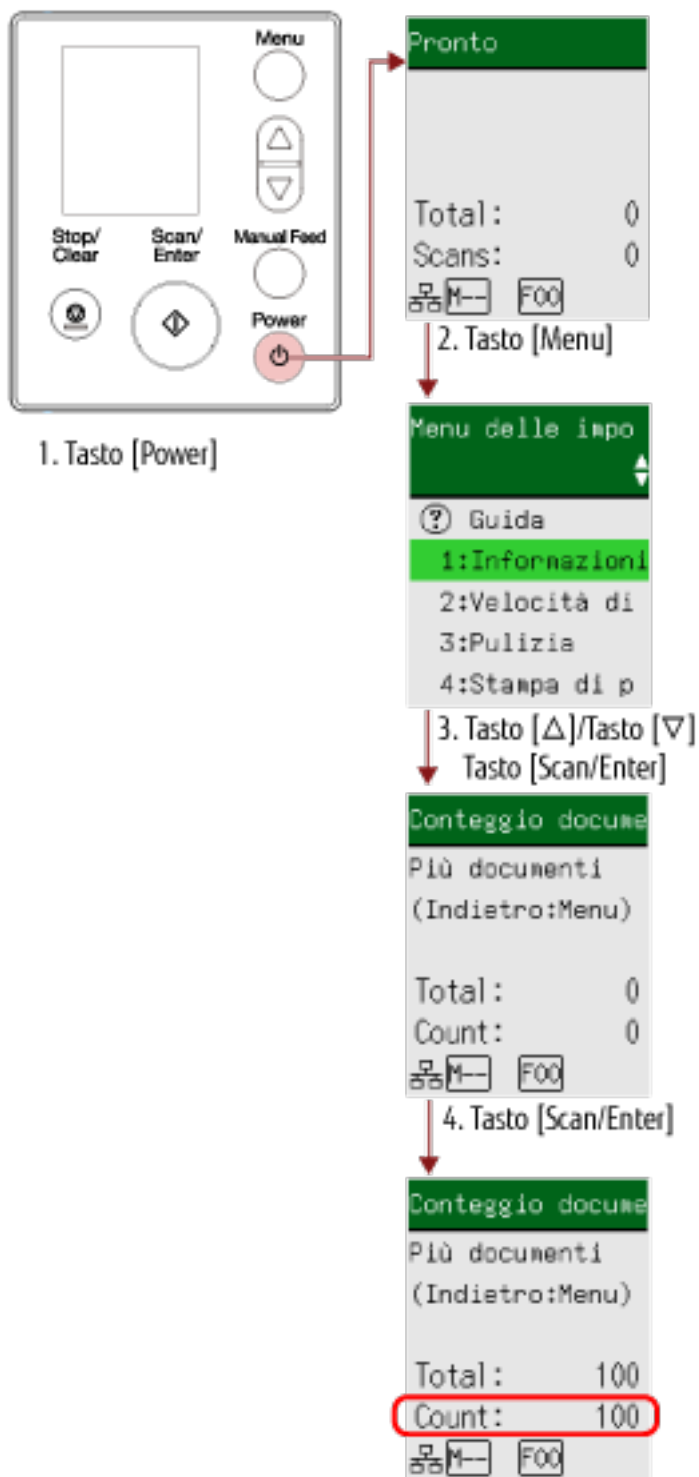 Menu
Stop/
Clear
Scan/
Enter
Manual Feed
Power
1. Tasto [Power]
Pronto
Total: 0
Scans: 0
M-- F00
2. Tasto [Menu]
Menu delle impo
? Guida
1:Informazioni
2:Velocità di
3:Pulizia
4:Stampa di p
3. Tasto [△]/Tasto [▽]
Tasto [Scan/Enter]
Conteggio docume
Più documenti
(Indietro:Menu)
Total: 0
Count: 0
M-- F00
4. Tasto [Scan/Enter]
Conteggio docume
Più documenti
(Indietro:Menu)
Total: 100
Count: 100
M-- F00